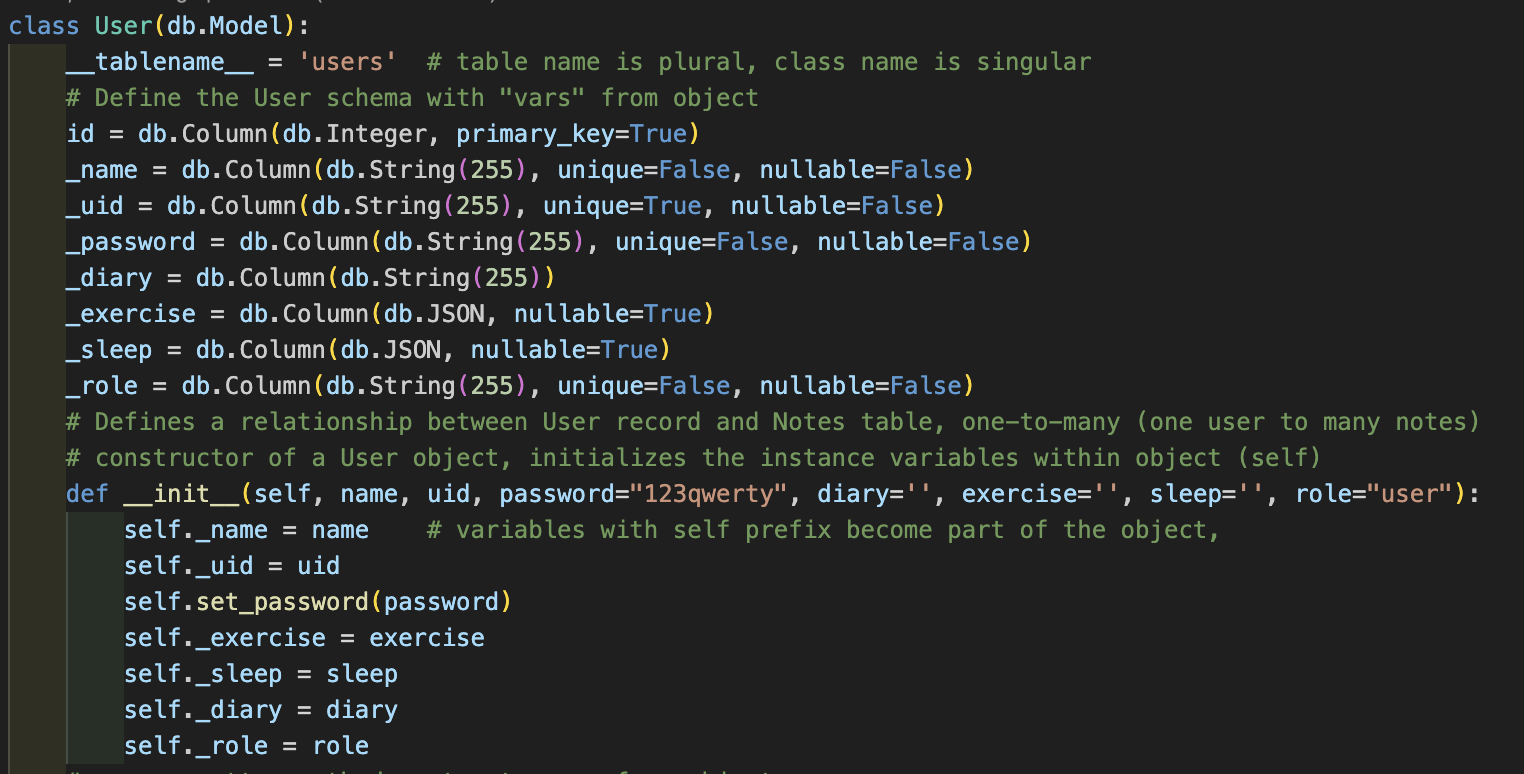 class User(db.Model):
    __tablename__ = 'users'  # table name is plural, class name is singular
    # Define the User schema with "vars" from object
    id = db.Column(db.Integer, primary_key=True)
    _name = db.Column(db.String(255), unique=False, nullable=False)
    _uid = db.Column(db.String(255), unique=True, nullable=False)
    _password = db.Column(db.String(255), unique=False, nullable=False)
    _diary = db.Column(db.String(255))
    _exercise = db.Column(db.JSON, nullable=True)
    _sleep = db.Column(db.JSON, nullable=True)
    _role = db.Column(db.String(255), unique=False, nullable=False)
    # Defines a relationship between User record and Notes table, one-to-many (one user to many notes)
    # constructor of a User object, initializes the instance variables within object (self)
    def __init__(self, name, uid, password="123qwerty", diary='', exercise='', sleep='', role="user"):
        self._name = name    # variables with self prefix become part of the object,
        self._uid = uid
        self.set_password(password)
        self._exercise = exercise
        self._sleep = sleep
        self._diary = diary
        self._role = role